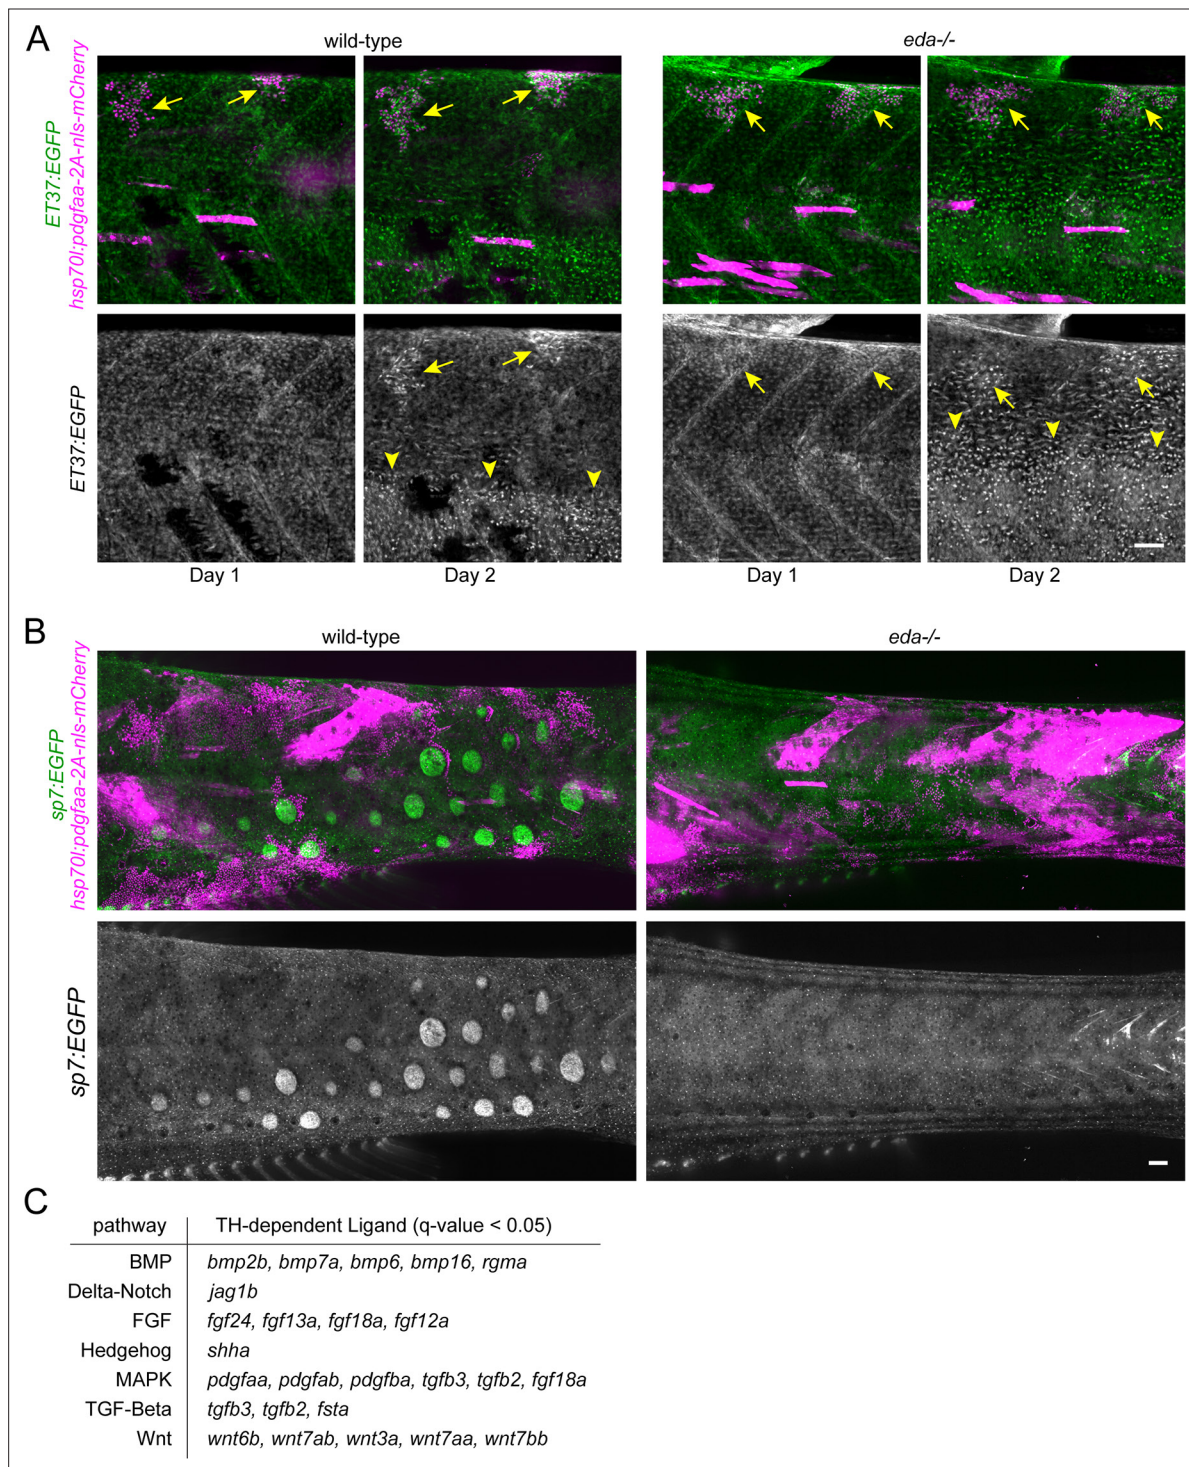 A
wild-type
eda-/-
ET37:EGFP
hsp70l:pdgfaa-2A-nls-mCherry
ET37:EGFP
Day 1
Day 2
Day 1
Day 2
B
wild-type
eda-/-
sp7:EGFP
hsp70l:pdgfaa-2A-nls-mCherry
sp7:EGFP
C
pathway TH-dependent Ligand (q-value < 0.05)
BMP bmp2b, bmp7a, bmp6, bmp16, rgma
Delta-Notch jag1b
FGF fgf24, fgf13a, fgf18a, fgf12a
Hedgehog shha
MAPK pdgfaa, pdgfab, pdgfba, tgfb3, tgfb2, fgf18a
TGF-Beta tgfb3, tgfb2, fsta
Wnt wnt6b, wnt7ab, wnt3a, wnt7aa, wnt7bb